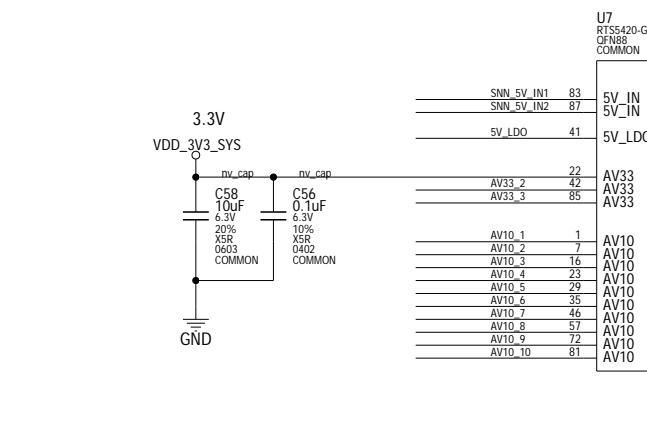 U7
RTS5420-G
QFN88
COMMON
SNN_5V_IN1 83 5V_IN
SNN_5V_IN2 87 5V_IN
5V_LDO 41 5V_LDO
3.3V
VDD_3V3_SYS
nv_cap nv_cap
22 AV33
AV33_2 42 AV33
AV33_3 85 AV33
C58
10uF
6.3V
20%
X5R
0603
COMMON
C56
0.1uF
6.3V
10%
X5R
0402
COMMON
AV10_1 1 AV10
AV10_2 7 AV10
AV10_3 16 AV10
AV10_4 23 AV10
AV10_5 29 AV10
AV10_6 35 AV10
AV10_7 46 AV10
AV10_8 57 AV10
AV10_9 72 AV10
AV10_10 81 AV10
GND